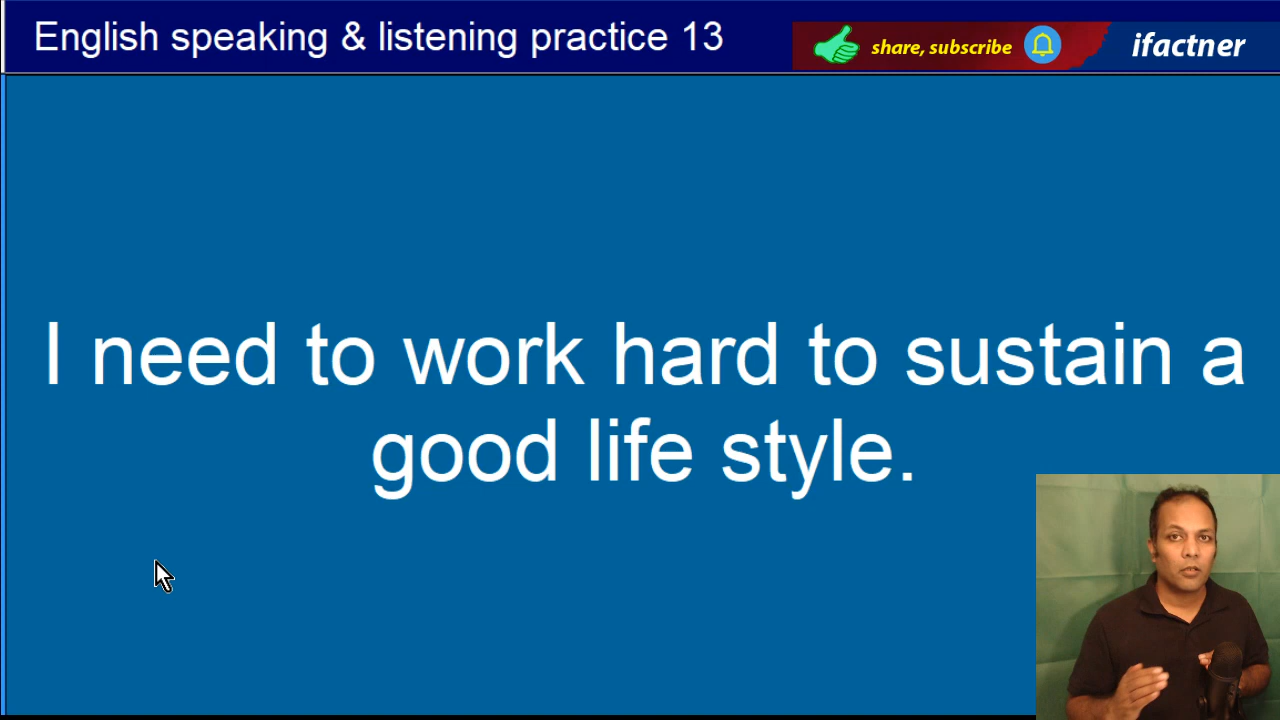 English speaking & listening practice 13
share, subscribe
ifactner
I need to work hard to sustain a
good life style.